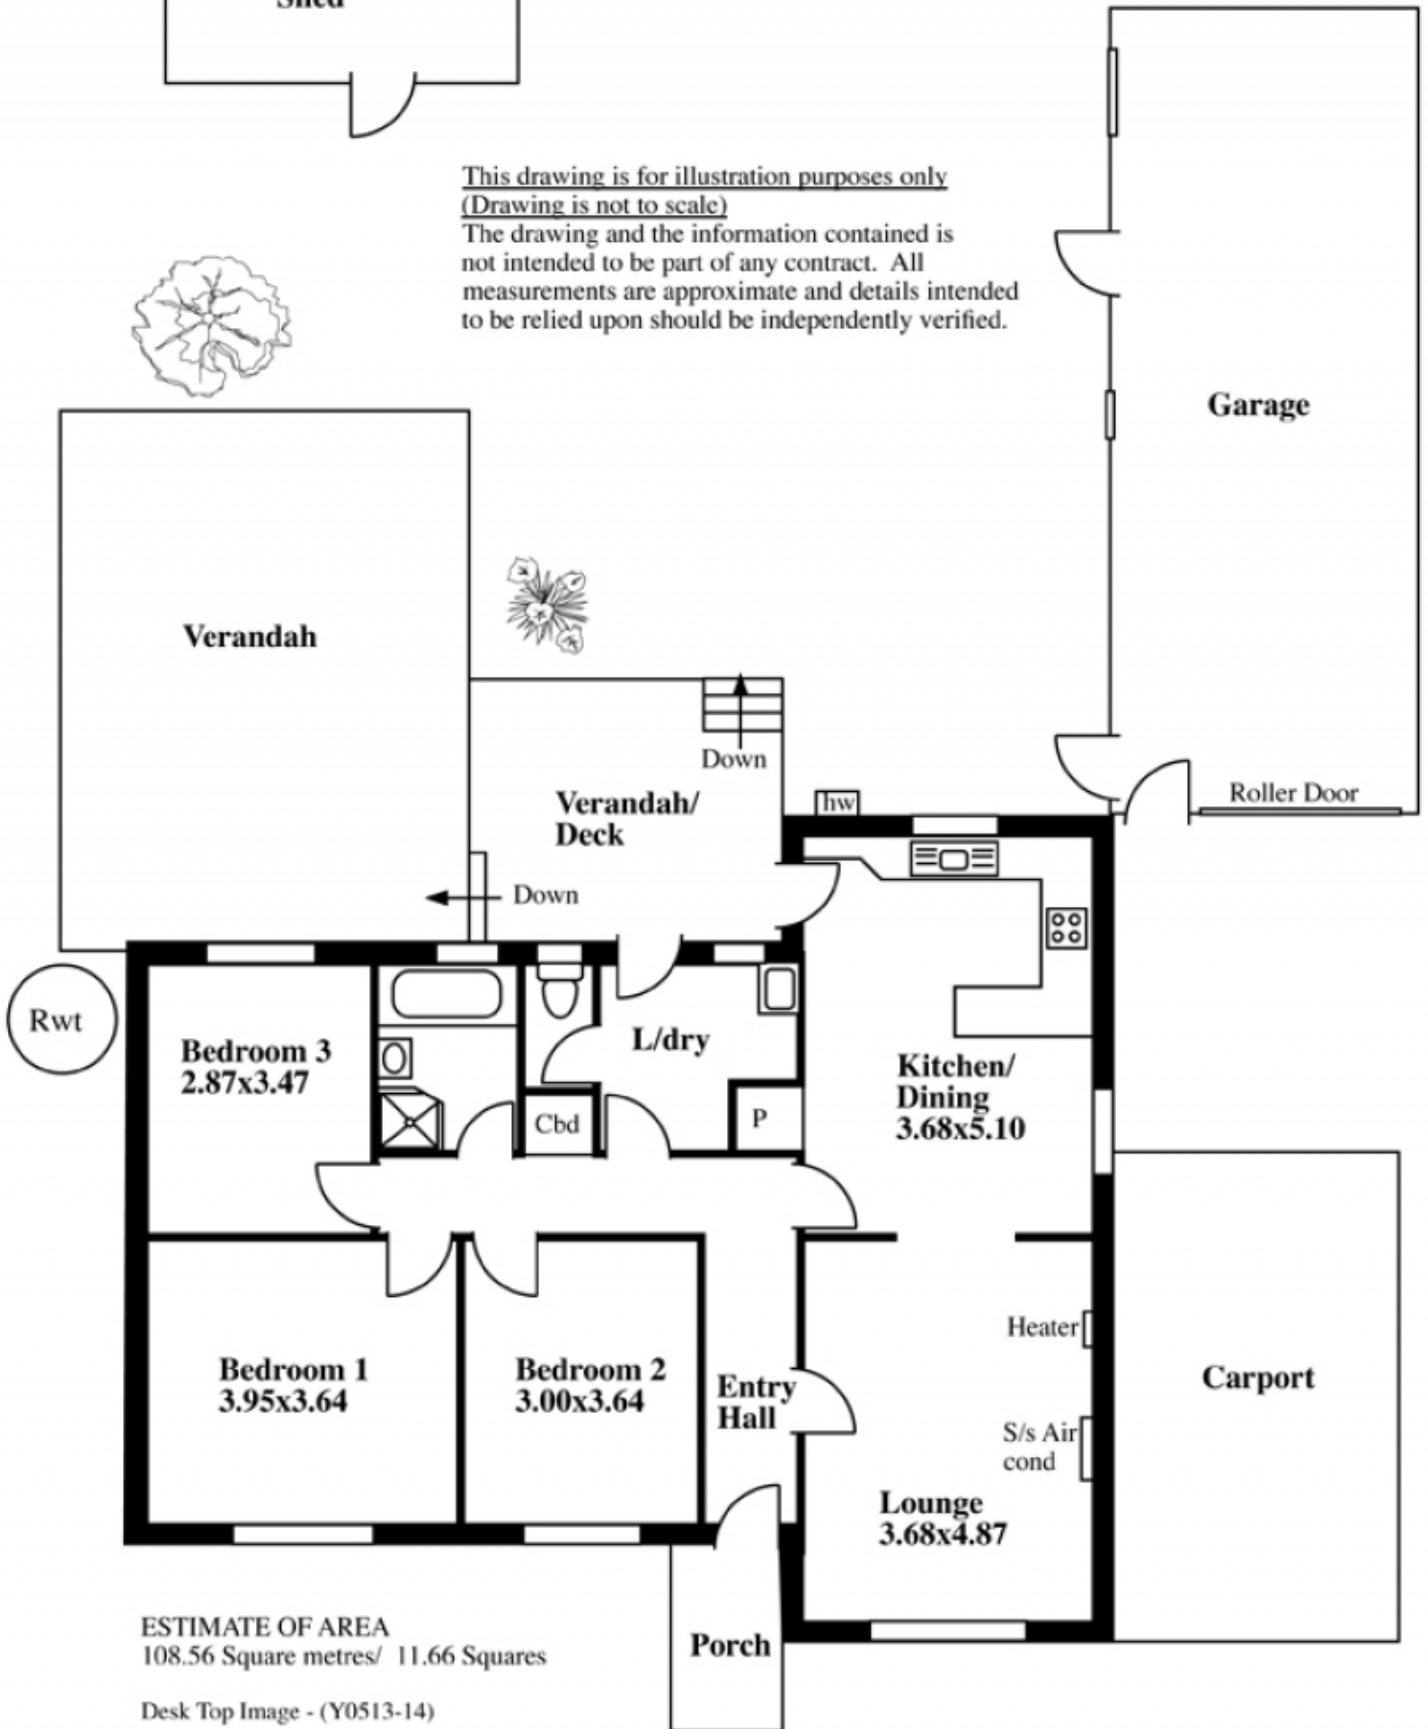 Shed
This drawing is for illustration purposes only
(Drawing is not to scale)
The drawing and the information contained is
not intended to be part of any contract.  All
measurements are approximate and details intended
to be relied upon should be independently verified.
Garage
Verandah
Down
Roller Door
hw
Verandah/
Deck
Down
Rwt
Bedroom 3
2.87x3.47
L/dry
Kitchen/
Dining
3.68x5.10
Cbd
P
Heater
Bedroom 1
3.95x3.64
Bedroom 2
3.00x3.64
Entry
Hall
Carport
S/s Air
cond
Lounge
3.68x4.87
ESTIMATE OF AREA
108.56 Square metres/  11.66 Squares
Porch
Desk Top Image - (Y0513-14)